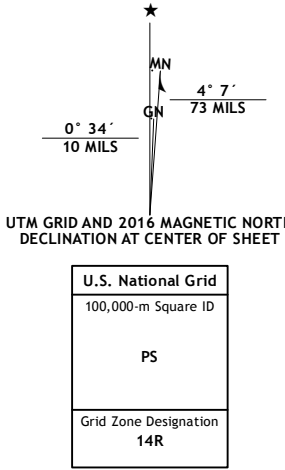 ★
MN
4° 7´
73 MILS
GN
0° 34´
10 MILS
UTM GRID AND 2016 MAGNETIC NORTH
DECLINATION AT CENTER OF SHEET
U.S. National Grid
100,000-m Square ID
PS
Grid Zone Designation
14R